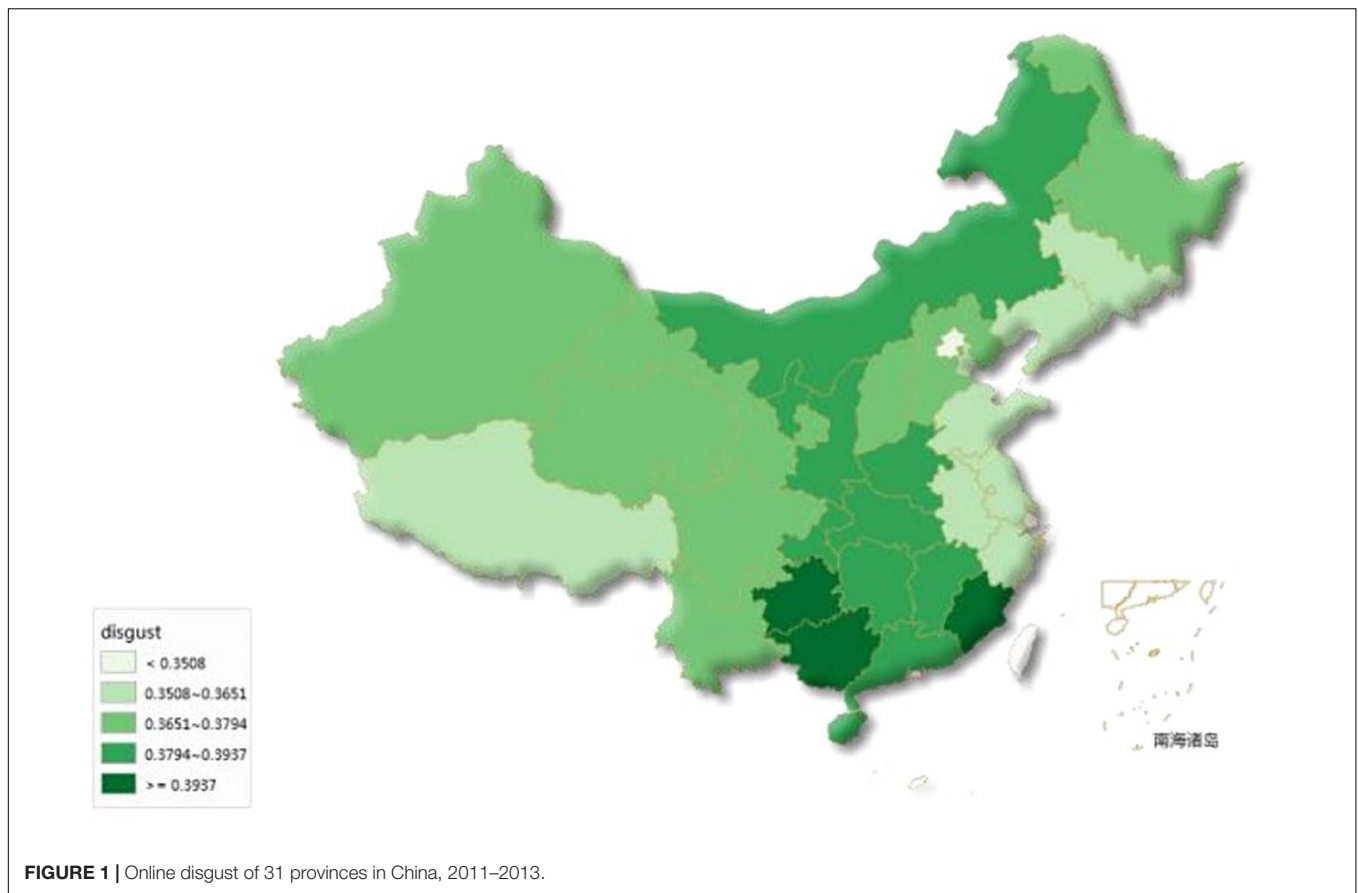 disgust
< 0.3508
0.3508~0.3651
0.3651~0.3794
0.3794~0.3937
>= 0.3937
南海诸岛
FIGURE 1 | Online disgust of 31 provinces in China, 2011–2013.